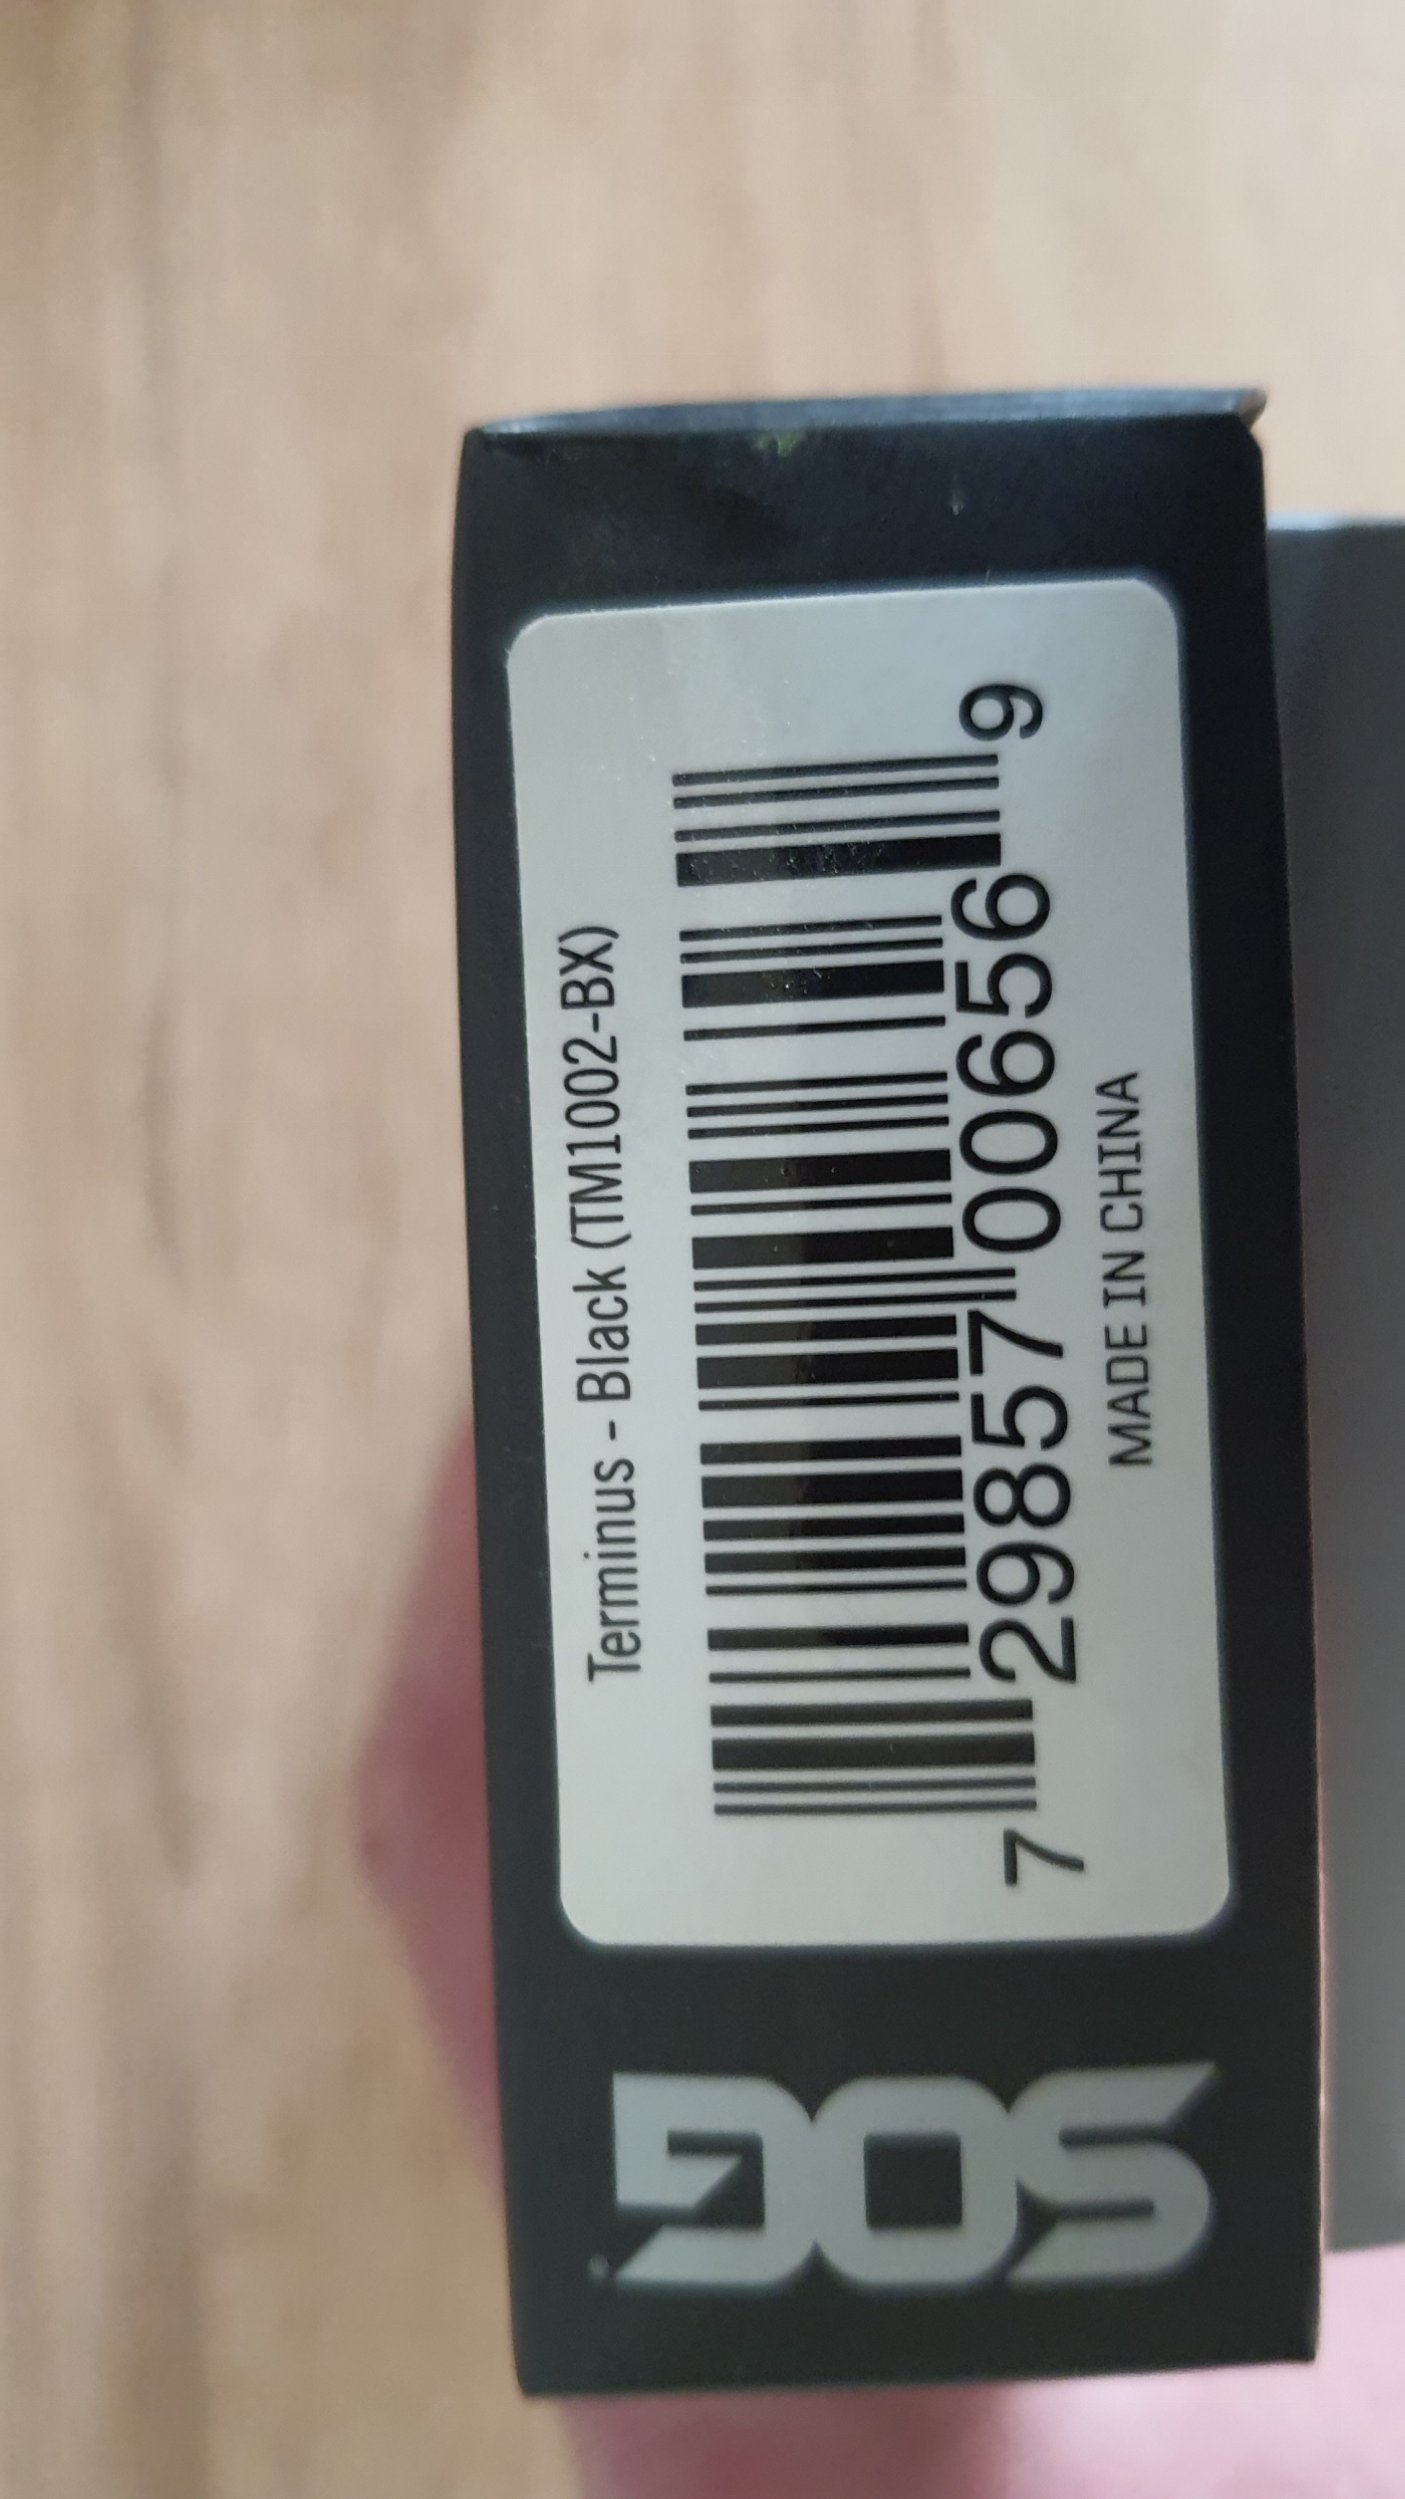 SOG
Terminus - Black (TM1002-BX)
7 29857 00656 9
MADE IN CHINA